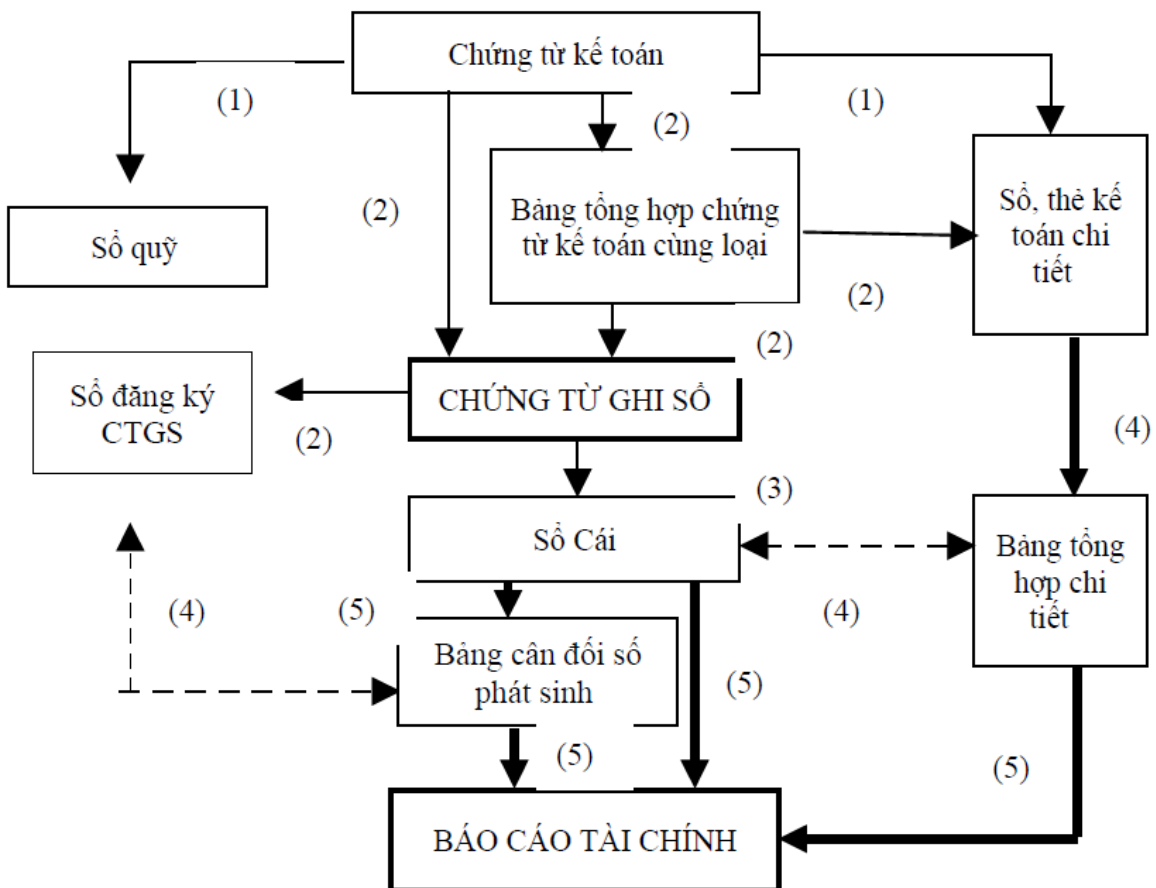 Chứng từ kế toán
(1)
(1)
(2)
Sổ quỹ
(2)
Bảng tổng hợp chứng
từ kế toán cùng loại
Sổ, thẻ kế
toán chi
tiết
(2)
(2)
Sổ đăng ký
CTGS
(2)
CHỨNG TỪ GHI SỔ
(4)
(3)
Sổ Cái
Bảng tổng
hợp chi
tiết
(4)
(5)
(4)
Bảng cân đối số
phát sinh
(5)
(5)
(5)
BÁO CÁO TÀI CHÍNH